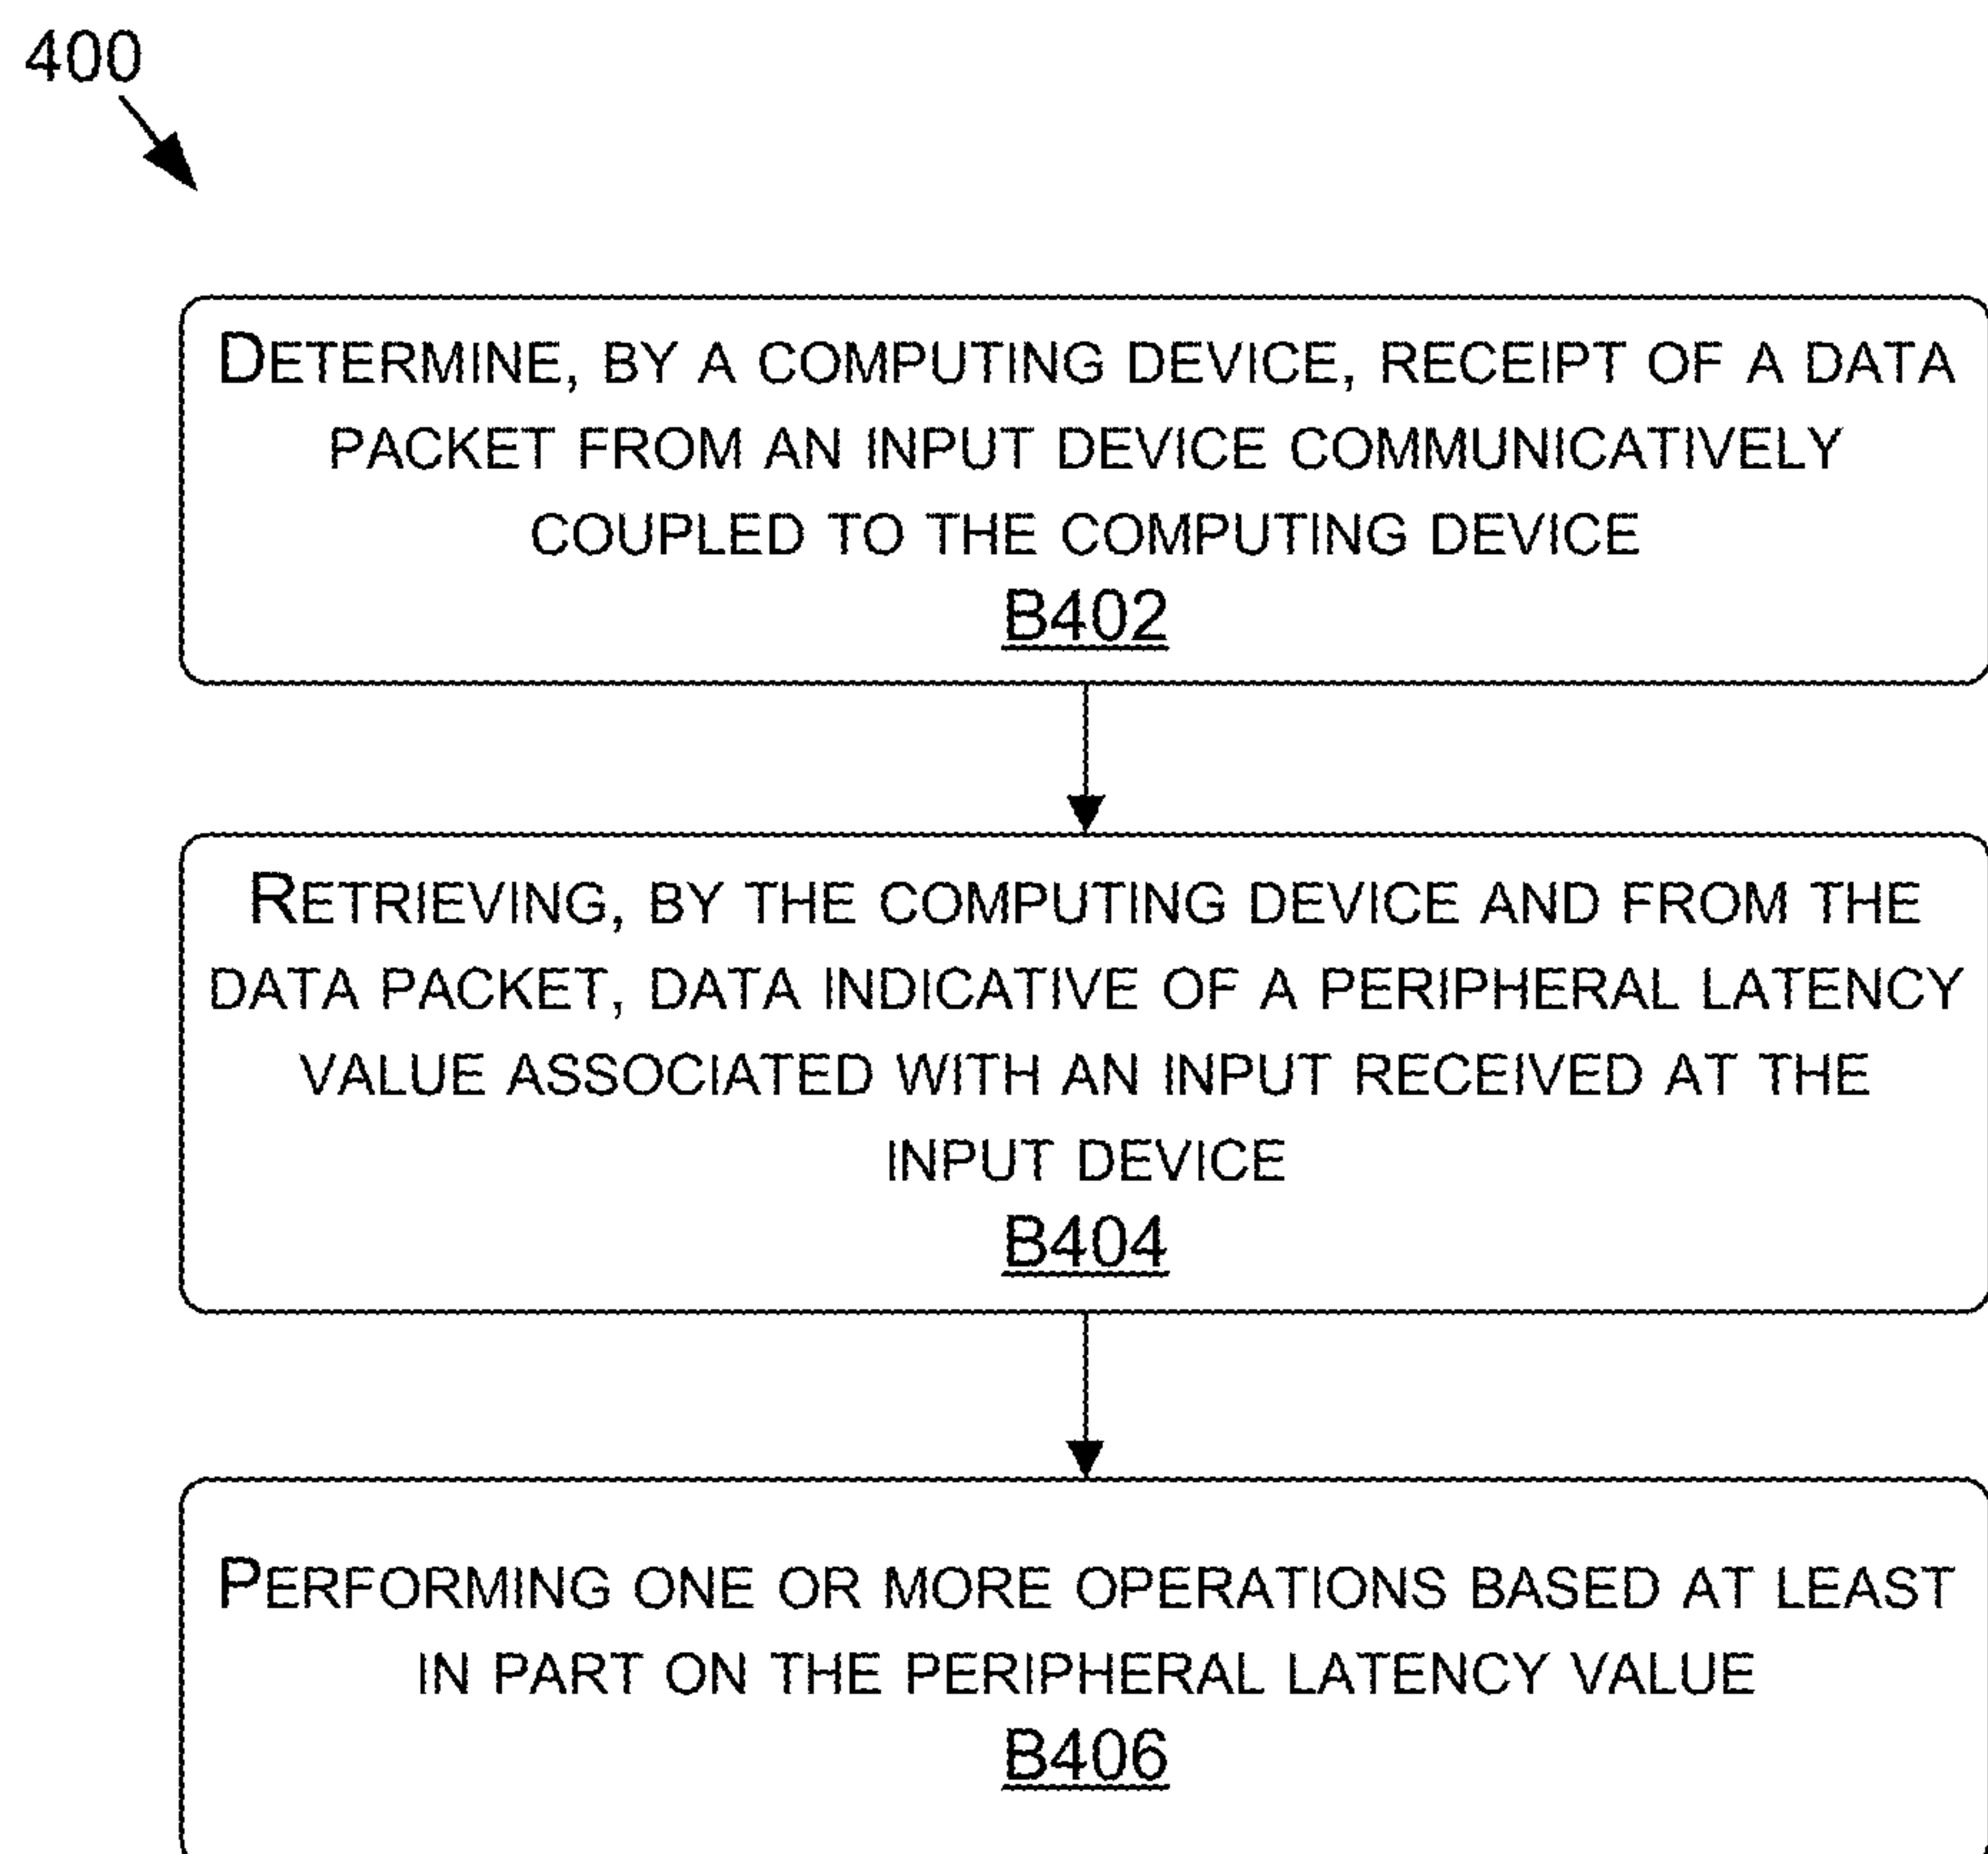 400
DETERMINE, BY A COMPUTING DEVICE, RECEIPT OF A DATA
PACKET FROM AN INPUT DEVICE COMMUNICATIVELY
COUPLED TO THE COMPUTING DEVICE
B402
RETRIEVING, BY THE COMPUTING DEVICE AND FROM THE
DATA PACKET, DATA INDICATIVE OF A PERIPHERAL LATENCY
VALUE ASSOCIATED WITH AN INPUT RECEIVED AT THE
INPUT DEVICE
B404
PERFORMING ONE OR MORE OPERATIONS BASED AT LEAST
IN PART ON THE PERIPHERAL LATENCY VALUE
B406